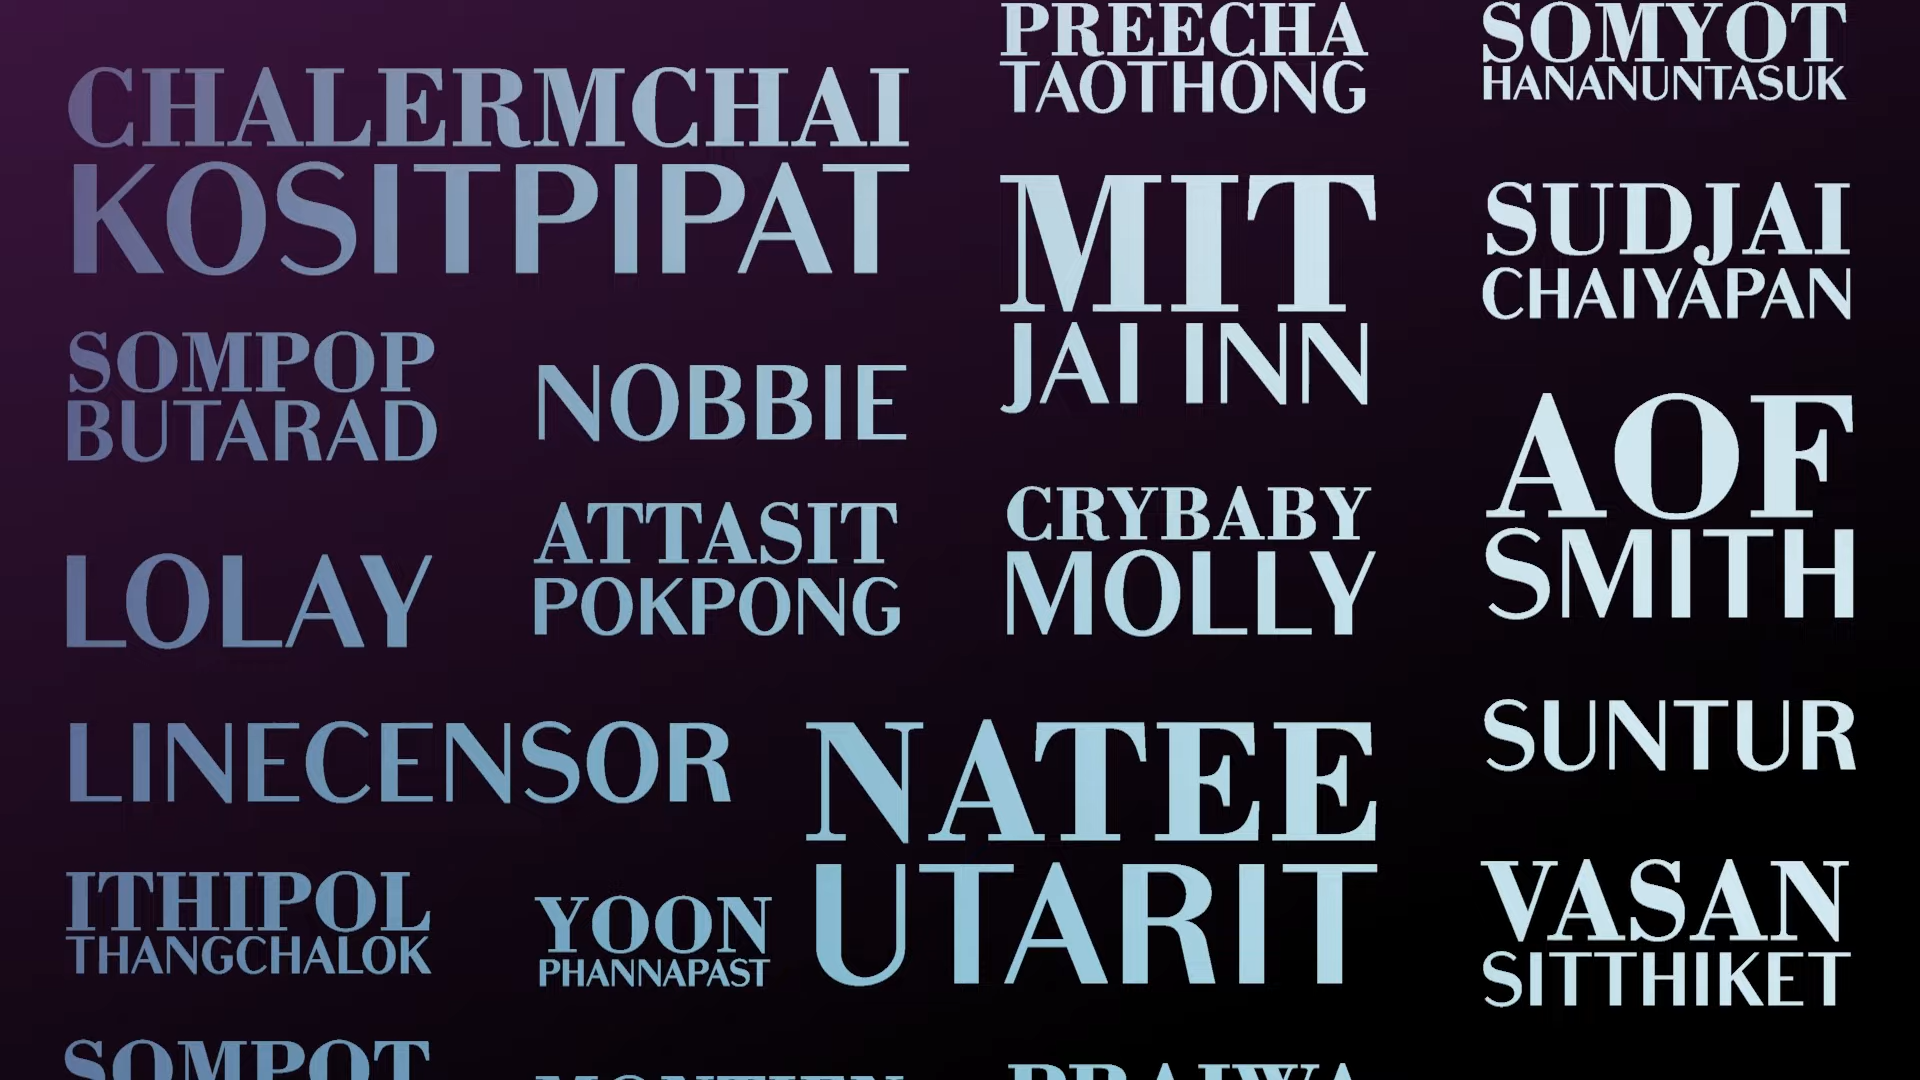 CHALERMCHAI
KOSITPIPAT
PREECHA
TAOTHONG
SOMYOT
HANANUNTASUK
MIT
JAI INN
SUDJAI
CHAIYAPAN
SOMPOP
BUTARAD
NOBBIE
AOF
SMITH
LOLAY
ATTASIT
POKPONG
CRYBABY
MOLLY
LINECENSOR
NATEE
UTARIT
SUNTUR
ITHIPOL
THANGCHALOK
YOON
PHANNAPAST
VASAN
SITTHIKET
SOMPOT